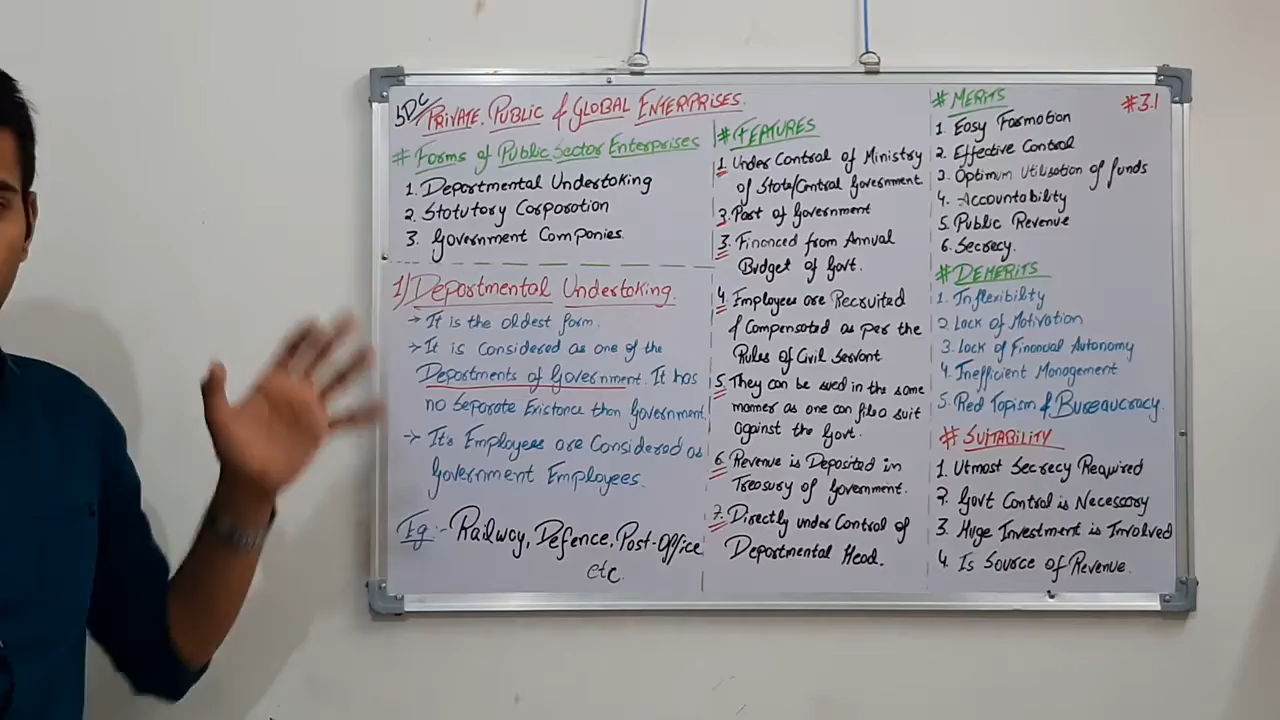 SDC/
PRIVATE, PUBLIC & GLOBAL ENTERPRISES.
# Forms of Public Sector Enterprises
1. Departmental Undertaking
2. Statutory Corporation
3. Government Companies.
1) Departmental Undertaking.
→ It is the oldest form.
→ It is considered as one of the
Departments of Government. It has
no Separate Existance than Government.
→ It's Employees are Considered as
Government Employees.
Eg:- Railway, Defence, Post-Office
etc.
# FEATURES
1. Under Control of Ministry
of State/Central Government
2. Part of Government
3. Financed from Annual
Budget of Govt.
4. Employees are Recruited
& Compensated as per the
Rules of Civil Servant
5. They can be sued in the same
manner as one can file a suit
against the Govt.
6. Revenue is Deposited in
Treasury of Government.
7. Directly under Control of
Departmental Head.
# MERITS
1. Easy Formation
2. Effective Control
3. Optimum Utilisation of funds
4. Accountability
5. Public Revenue
6. Secrecy.
# DEMERITS
1. Inflexibility
2. Lack of Motivation
3. Lack of Financial Autonomy
4. Inefficient Management
5. Red Tapism & Bureaucracy.
# SUITABILITY
1. Utmost Secrecy Required
2. Govt Control is Necessary
3. Huge Investment is Involved
4. Is Source of Revenue.
#3.1